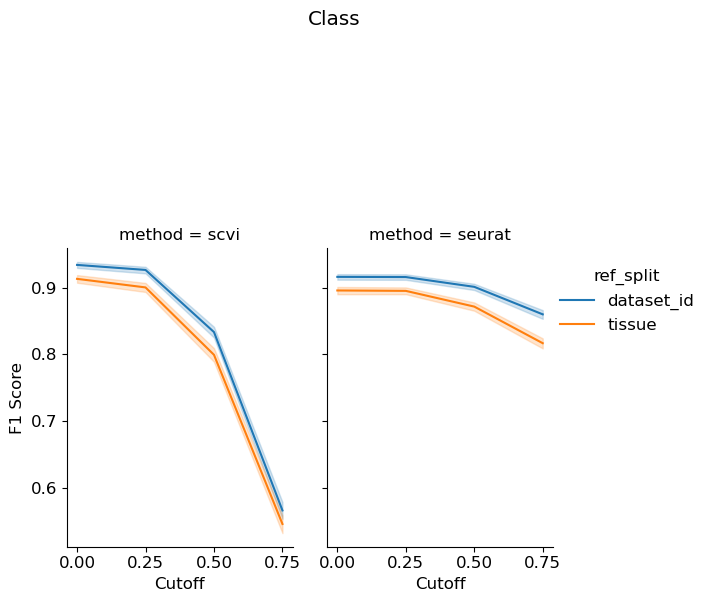 Class
method = scvi
method = seurat
ref_split
dataset_id
tissue
F1 Score
0.9
0.8
0.7
0.6
0.00 0.25 0.50 0.75
0.00 0.25 0.50 0.75
Cutoff
Cutoff